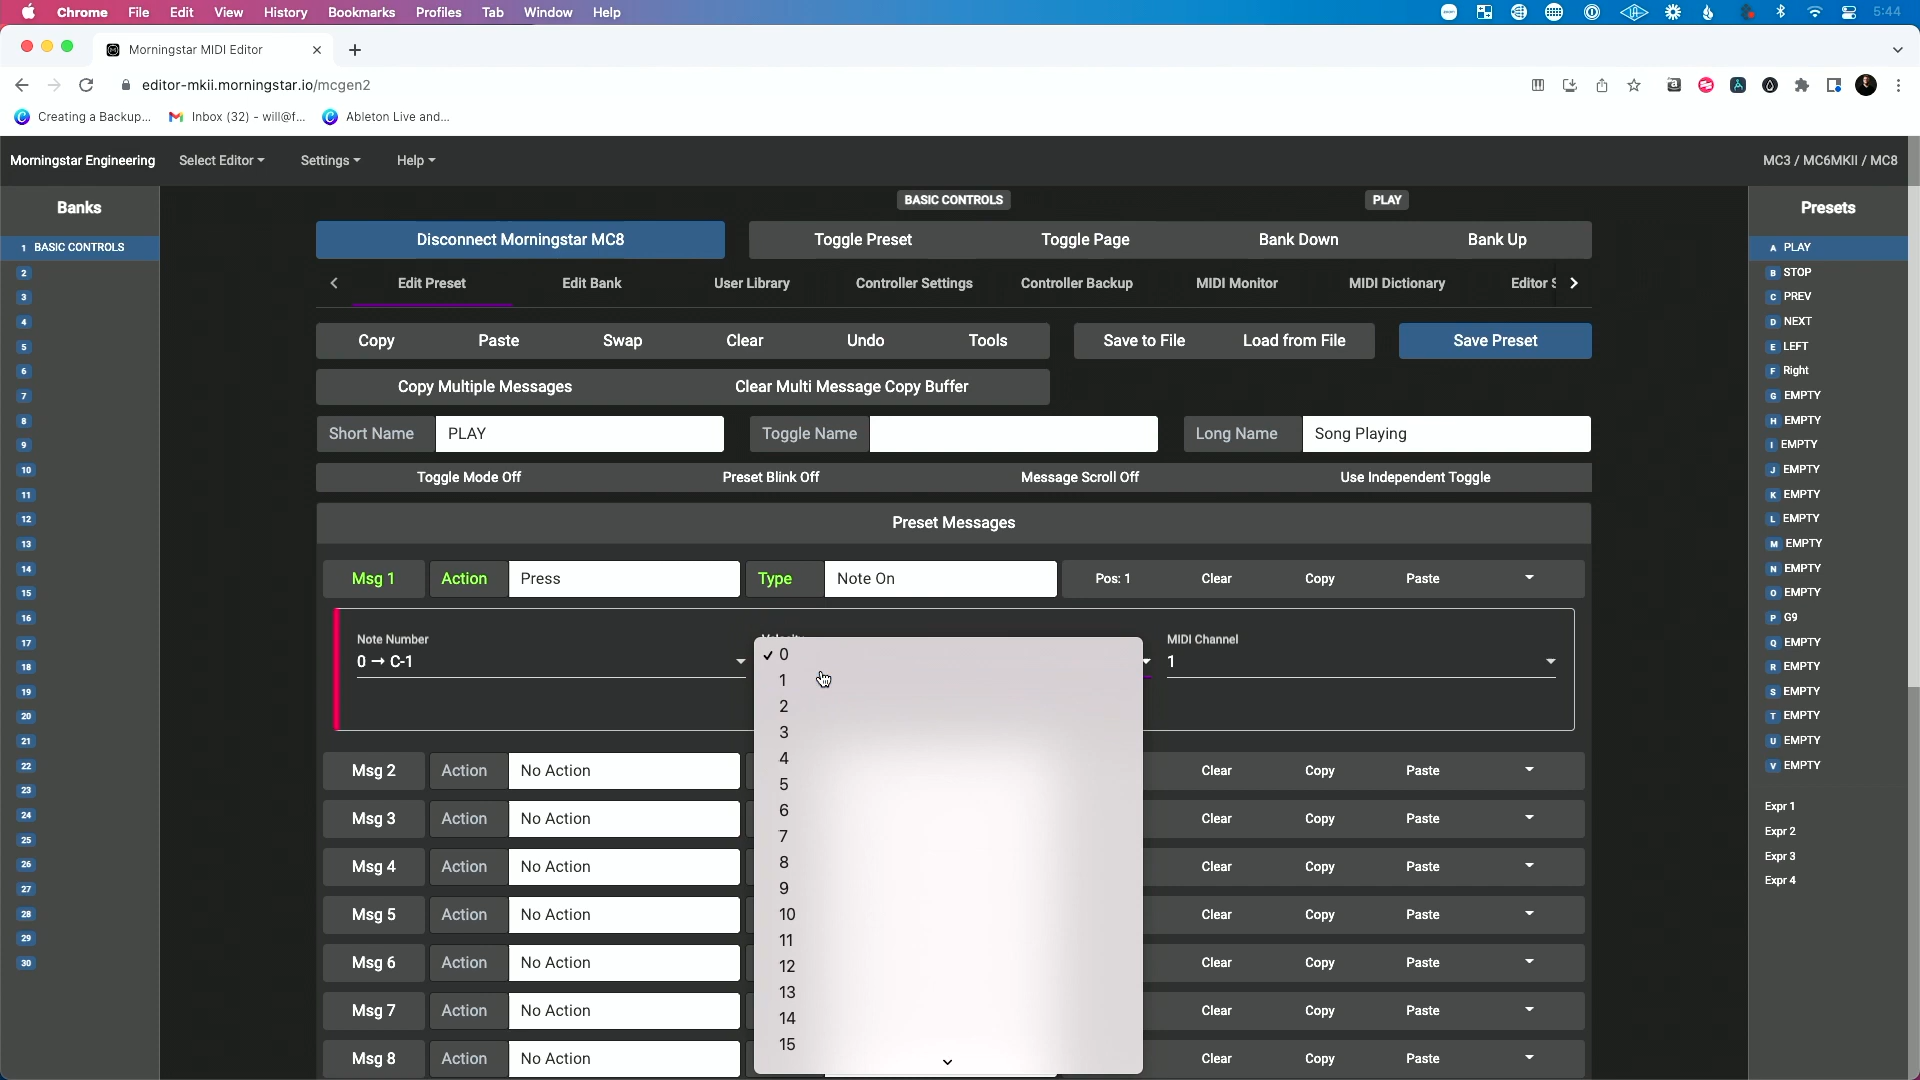 Chrome File Edit View History Bookmarks Profiles Tab Window Help 5:44
Morningstar MIDI Editor
editor-mkii.morningstar.io/mcgen2
Creating a Backup... Inbox (32) - will@f... Ableton Live and...
Morningstar Engineering Select Editor Settings Help MC3 / MC6MKII / MC8
Banks
1 BASIC CONTROLS
2
3
4
5
6
7
8
9
10
11
12
13
14
15
16
17
18
19
20
21
22
23
24
25
26
27
28
29
30
BASIC CONTROLS PLAY
Disconnect Morningstar MC8 Toggle Preset Toggle Page Bank Down Bank Up
Edit Preset Edit Bank User Library Controller Settings Controller Backup MIDI Monitor MIDI Dictionary Editor S
Copy Paste Swap Clear Undo Tools Save to File Load from File Save Preset
Copy Multiple Messages Clear Multi Message Copy Buffer
Short Name PLAY Toggle Name Long Name Song Playing
Toggle Mode Off Preset Blink Off Message Scroll Off Use Independent Toggle
Preset Messages
Msg 1 Action Press Type Note On Pos: 1 Clear Copy Paste
Note Number MIDI Channel
0 → C-1 1
✓ 0
1
2
3
4
5
6
7
8
9
10
11
12
13
14
15
Msg 2 Action No Action Clear Copy Paste
Msg 3 Action No Action Clear Copy Paste
Msg 4 Action No Action Clear Copy Paste
Msg 5 Action No Action Clear Copy Paste
Msg 6 Action No Action Clear Copy Paste
Msg 7 Action No Action Clear Copy Paste
Msg 8 Action No Action Clear Copy Paste
Presets
A PLAY
B STOP
C PREV
D NEXT
E LEFT
F Right
G EMPTY
H EMPTY
I EMPTY
J EMPTY
K EMPTY
L EMPTY
M EMPTY
N EMPTY
O EMPTY
P G9
Q EMPTY
R EMPTY
S EMPTY
T EMPTY
U EMPTY
V EMPTY
Expr 1
Expr 2
Expr 3
Expr 4